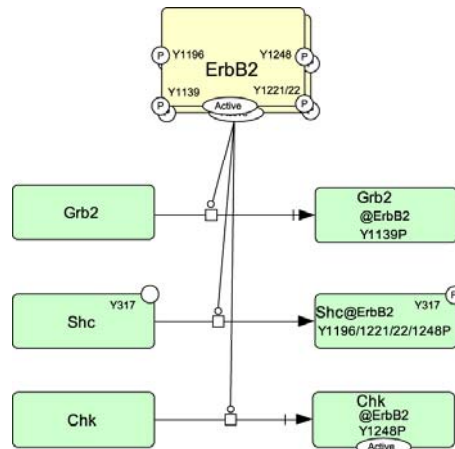 P Y1196 Y1248 P
ErbB2
P Y1139 Y1221/22 P
Active
Grb2
Grb2
@ErbB2
Y1139P
Y317
Shc
Y317 P
Shc@ErbB2
Y1196/1221/22/1248P
Chk
Chk
@ErbB2
Y1248P
Active